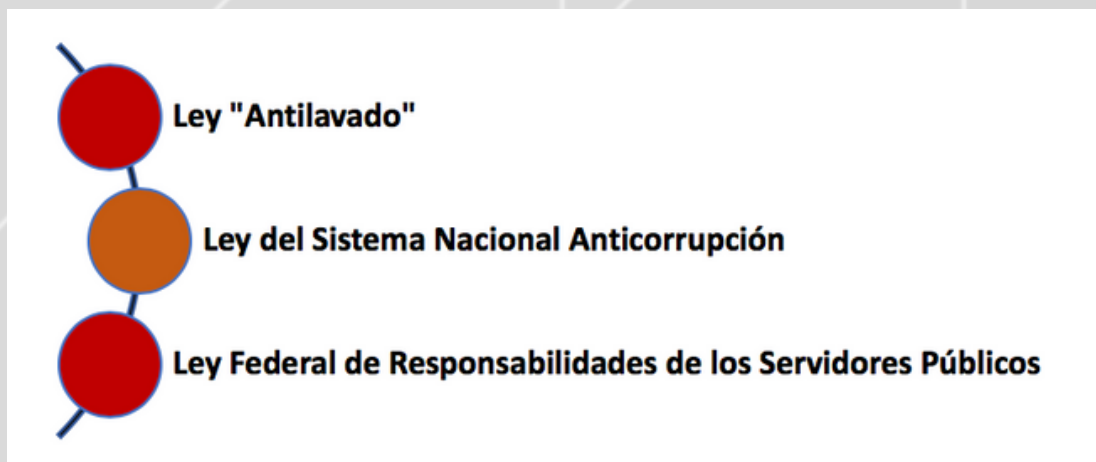 Ley "Antilavado"
Ley del Sistema Nacional Anticorrupción
Ley Federal de Responsabilidades de los Servidores Públicos